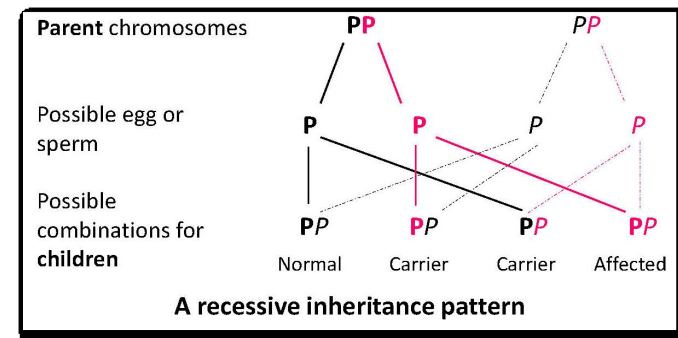 Parent chromosomes PP PP
Possible egg or sperm P P P P
Possible combinations for children PP PP PP PP
Normal Carrier Carrier Affected
A recessive inheritance pattern